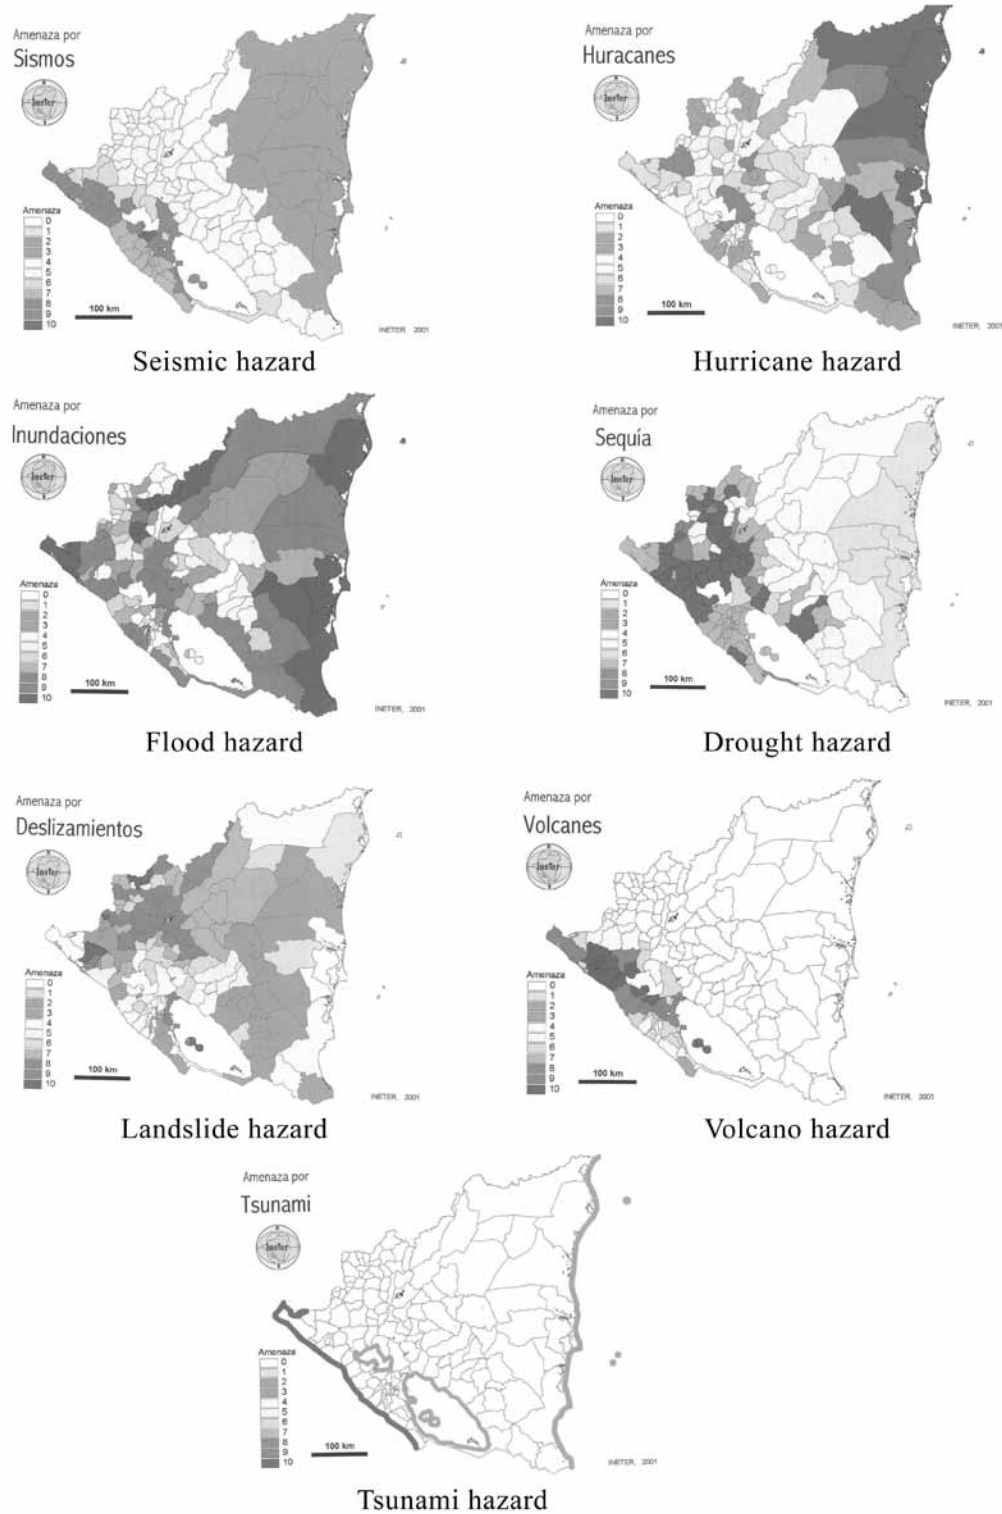 Amenaza por
Sismos
Ineter
Amenaza
0
1
2
3
4
5
6
7
8
9
10
100 km
INETER, 2001
Seismic hazard
Amenaza por
Huracanes
Ineter
Amenaza
0
1
2
3
4
5
6
7
8
9
10
100 km
INETER, 2001
Hurricane hazard
Amenaza por
Inundaciones
Ineter
Amenaza
0
1
2
3
4
5
6
7
8
9
10
100 km
INETER, 2001
Flood hazard
Amenaza por
Sequía
Ineter
Amenaza
0
1
2
3
4
5
6
7
8
9
10
100 km
INETER, 2001
Drought hazard
Amenaza por
Deslizamientos
Ineter
Amenaza
0
1
2
3
4
5
6
7
8
9
10
100 km
INETER, 2001
Landslide hazard
Amenaza por
Volcanes
Ineter
Amenaza
0
1
2
3
4
5
6
7
8
9
10
100 km
INETER, 2001
Volcano hazard
Amenaza por
Tsunami
Ineter
Amenaza
0
1
2
3
4
5
6
7
8
9
10
100 km
INETER, 2001
Tsunami hazard